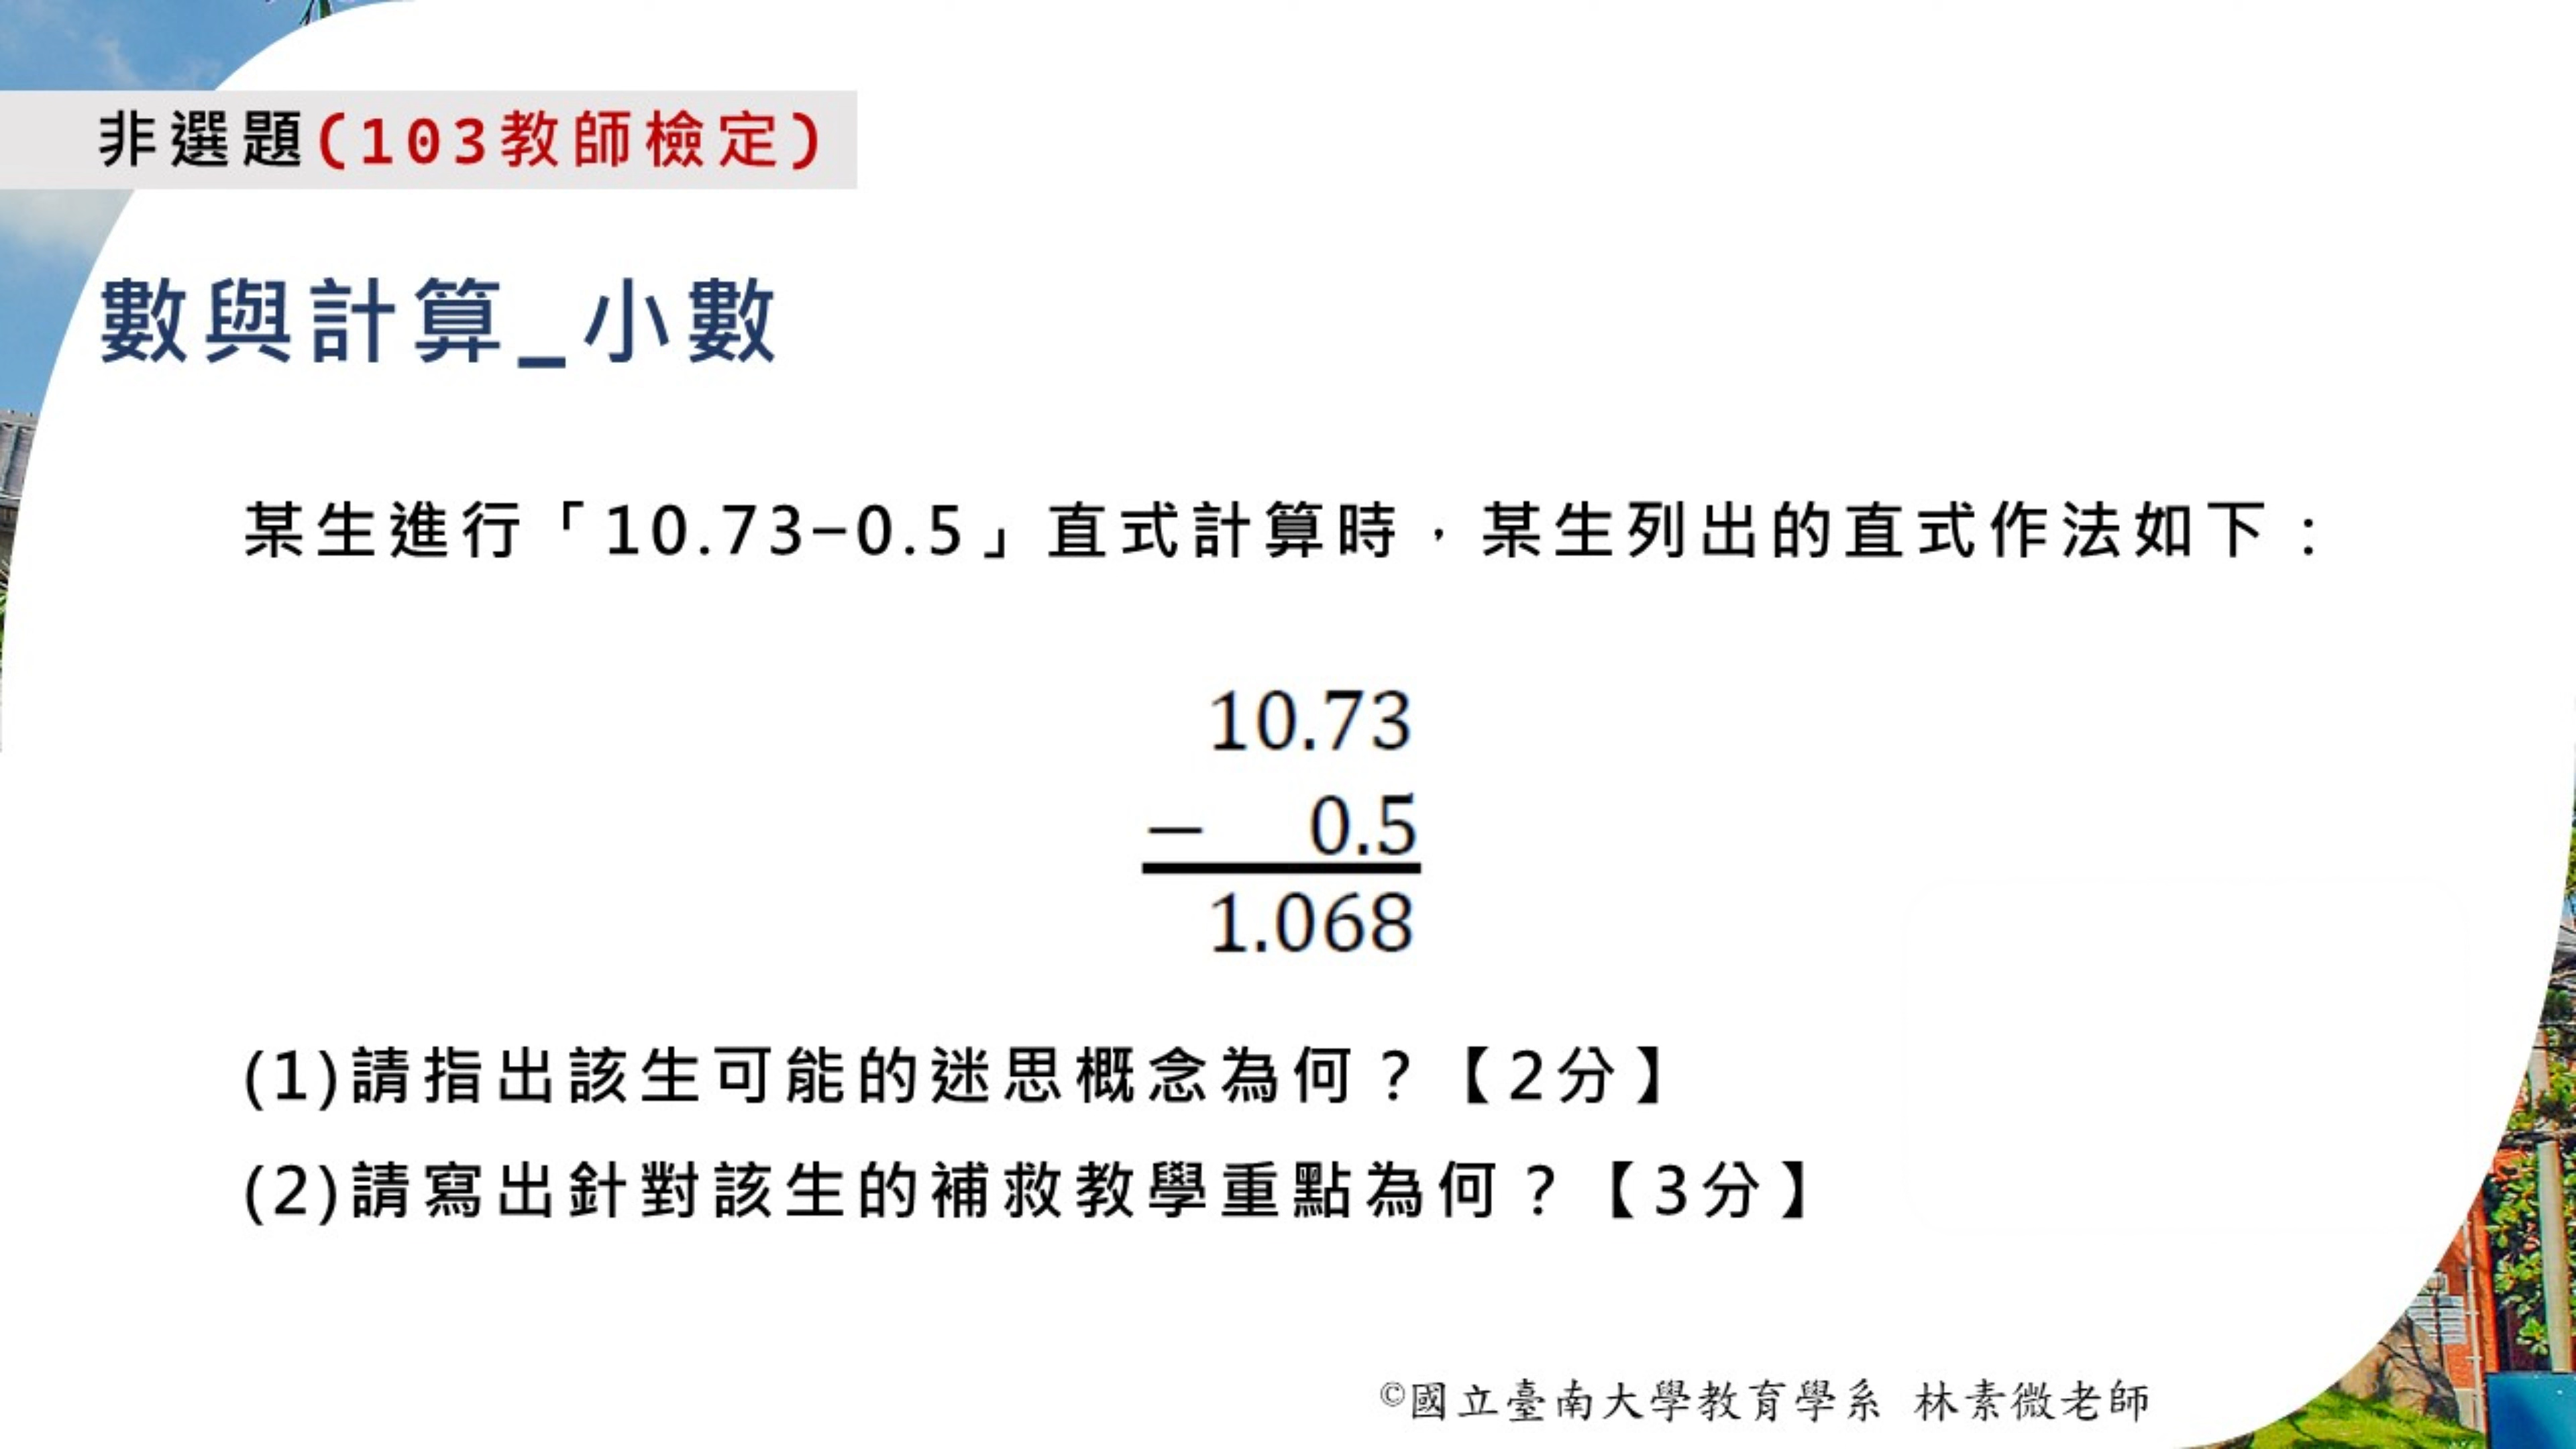 非選題(103教師檢定)
數與計算_小數
某生進行「10.73−0.5」直式計算時，某生列出的直式作法如下：
10.73
− 0.5
1.068
(1)請指出該生可能的迷思概念為何？【2分】
(2)請寫出針對該生的補救教學重點為何？【3分】
©國立臺南大學教育學系 林素微老師